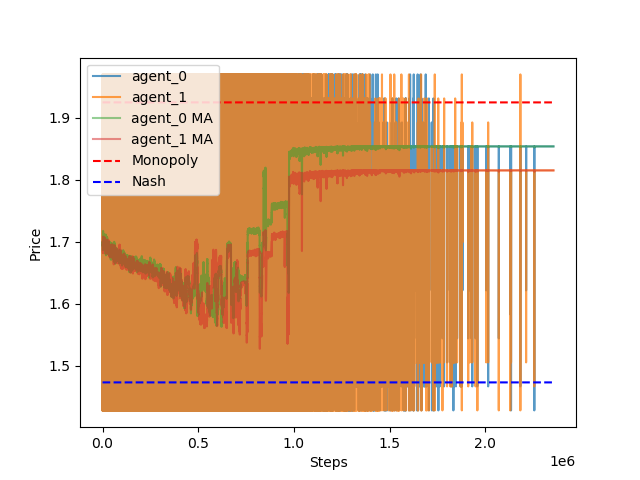 agent_0
agent_1
agent_0 MA
agent_1 MA
Monopoly
Nash
Price
1.9
1.8
1.7
1.6
1.5
0.0 0.5 1.0 1.5 2.0
Steps
1e6